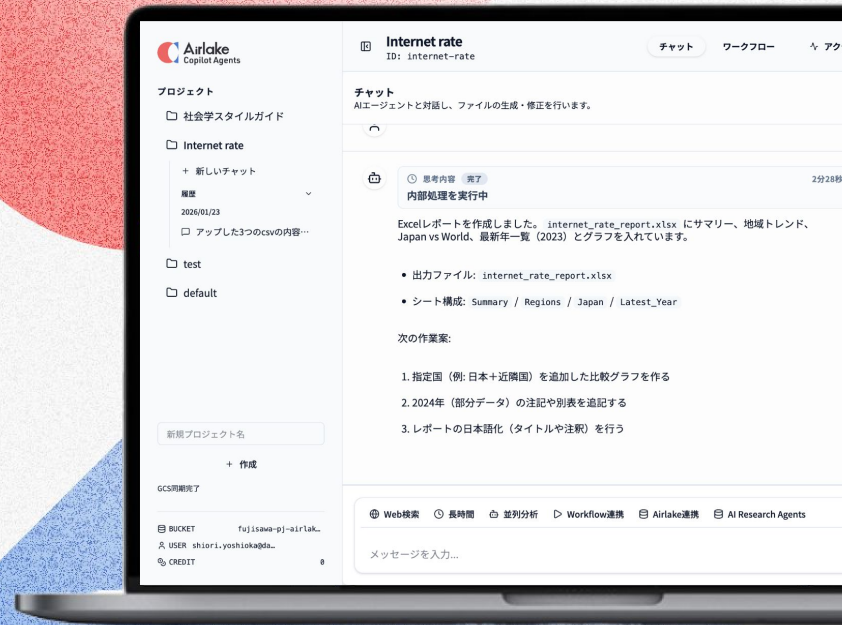 Airlake
Copilot Agents
プロジェクト
社会学スタイルガイド
Internet rate
+ 新しいチャット
履歴
2026/01/23
アップした3つのcsvの内容…
test
default
新規プロジェクト名
+ 作成
GCS同期完了
BUCKET fujisawa-pj-airlak…
USER shiori.yoshioka@da…
CREDIT 0
Internet rate
ID: internet-rate
チャット
ワークフロー
アク
チャット
AIエージェントと対話し、ファイルの生成・修正を行います。
思考内容 完了
2分28秒
内部処理を実行中
Excelレポートを作成しました。 internet_rate_report.xlsx にサマリー、地域トレンド、
Japan vs World、最新年一覧（2023）とグラフを入れています。
• 出力ファイル: internet_rate_report.xlsx
• シート構成: Summary / Regions / Japan / Latest_Year
次の作業案:
1. 指定国（例: 日本＋近隣国）を追加した比較グラフを作る
2. 2024年（部分データ）の注記や別表を追記する
3. レポートの日本語化（タイトルや注釈）を行う
Web検索 長時間 並列分析 Workflow連携 Airlake連携 AI Research Agents
メッセージを入力...